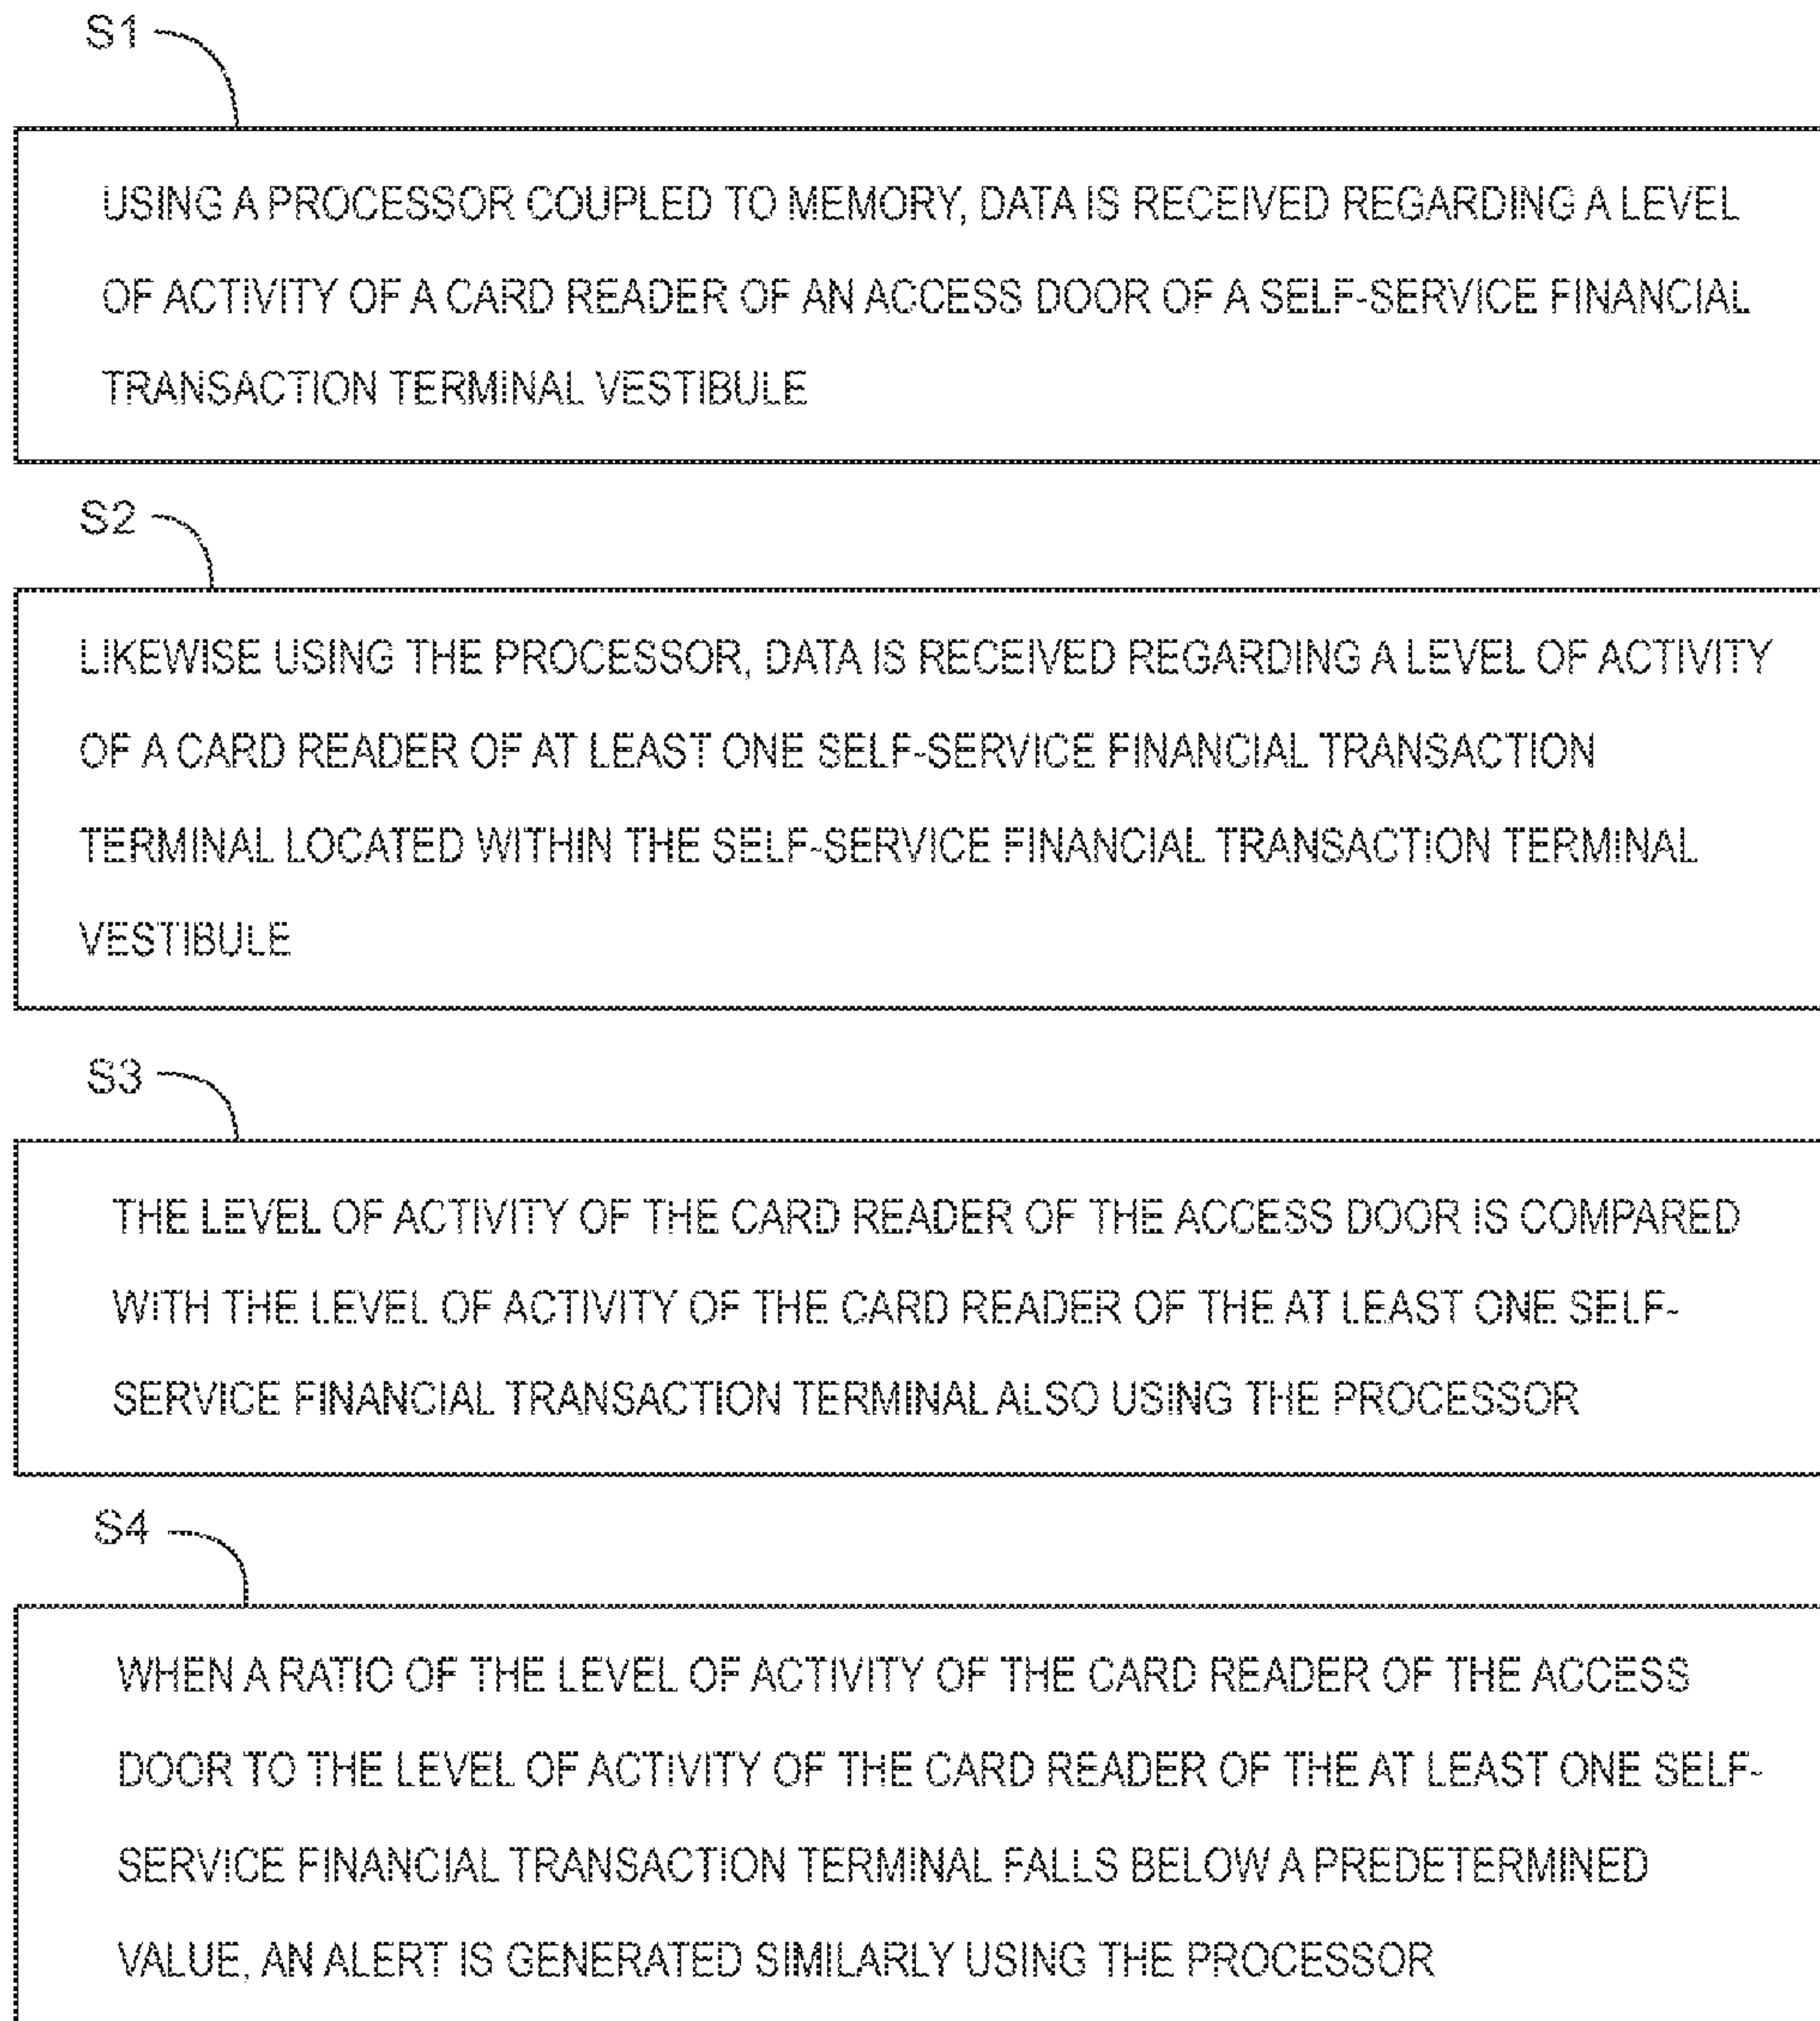 S1
USING A PROCESSOR COUPLED TO MEMORY, DATA IS RECEIVED REGARDING A LEVEL
OF ACTIVITY OF A CARD READER OF AN ACCESS DOOR OF A SELF-SERVICE FINANCIAL
TRANSACTION TERMINAL VESTIBULE
S2
LIKEWISE USING THE PROCESSOR, DATA IS RECEIVED REGARDING A LEVEL OF ACTIVITY
OF A CARD READER OF AT LEAST ONE SELF-SERVICE FINANCIAL TRANSACTION
TERMINAL LOCATED WITHIN THE SELF-SERVICE FINANCIAL TRANSACTION TERMINAL
VESTIBULE
S3
THE LEVEL OF ACTIVITY OF THE CARD READER OF THE ACCESS DOOR IS COMPARED
WITH THE LEVEL OF ACTIVITY OF THE CARD READER OF THE AT LEAST ONE SELF-
SERVICE FINANCIAL TRANSACTION TERMINAL ALSO USING THE PROCESSOR
S4
WHEN A RATIO OF THE LEVEL OF ACTIVITY OF THE CARD READER OF THE ACCESS
DOOR TO THE LEVEL OF ACTIVITY OF THE CARD READER OF THE AT LEAST ONE SELF-
SERVICE FINANCIAL TRANSACTION TERMINAL FALLS BELOW A PREDETERMINED
VALUE, AN ALERT IS GENERATED SIMILARLY USING THE PROCESSOR